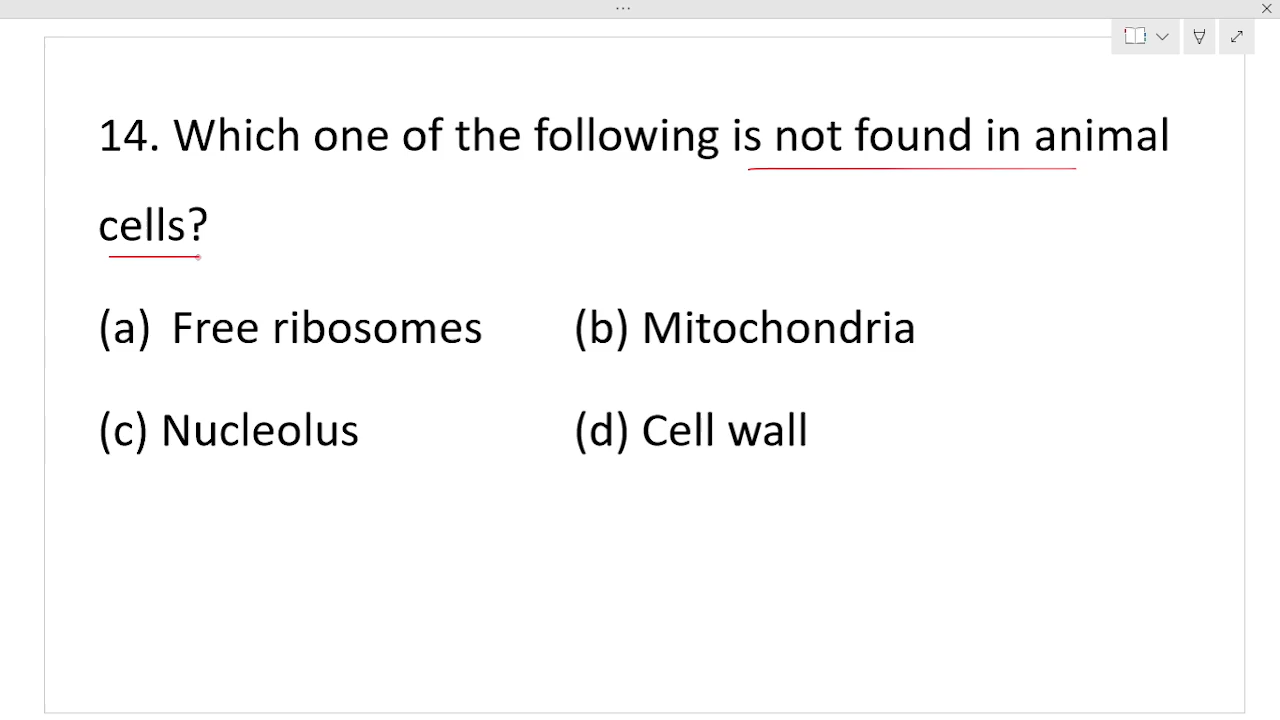 14. Which one of the following is not found in animal
cells?
(a) Free ribosomes (b) Mitochondria
(c) Nucleolus (d) Cell wall